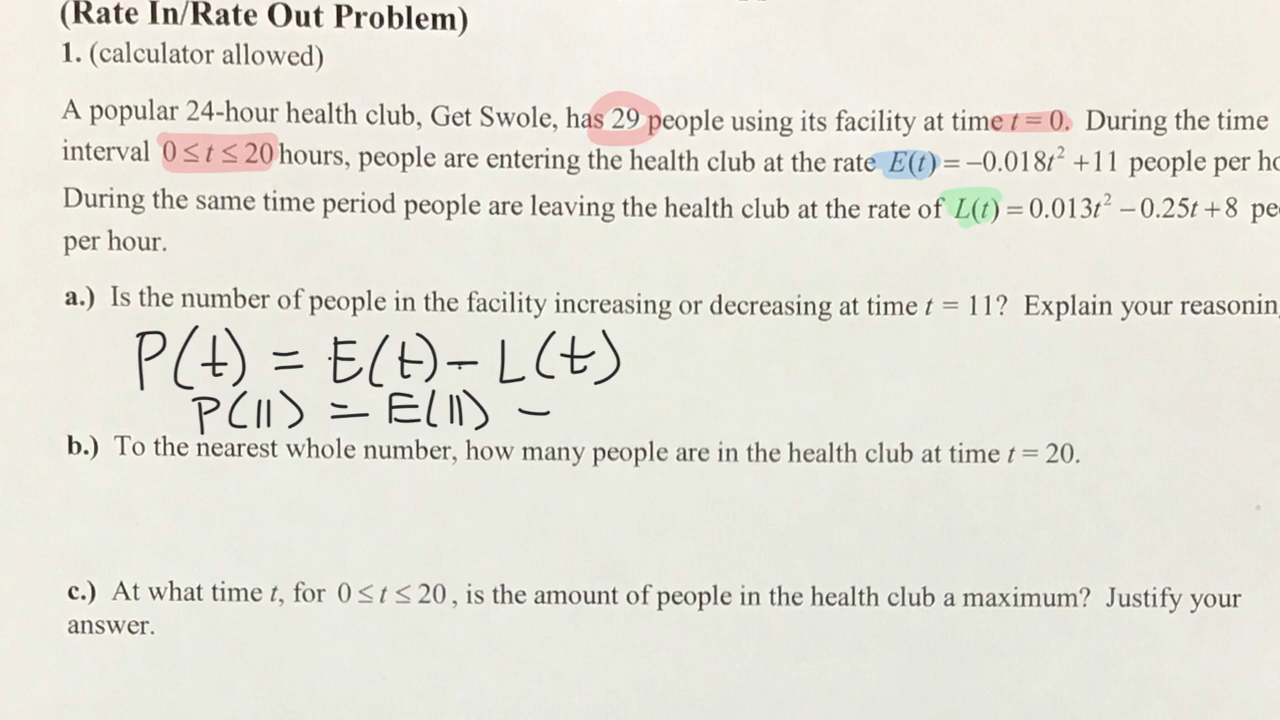 (Rate In/Rate Out Problem)
1. (calculator allowed)
A popular 24-hour health club, Get Swole, has 29 people using its facility at time t = 0. During the time
interval 0 ≤ t ≤ 20 hours, people are entering the health club at the rate E(t) = −0.018t² + 11 people per
During the same time period people are leaving the health club at the rate of L(t) = 0.013t² − 0.25t + 8
per hour.
a.) Is the number of people in the facility increasing or decreasing at time t = 11? Explain your
P(t) = E(t) − L(t)
P(11) = E(11) −
b.) To the nearest whole number, how many people are in the health club at time t = 20.
c.) At what time t, for 0 ≤ t ≤ 20, is the amount of people in the health club a maximum? Justify your
answer.